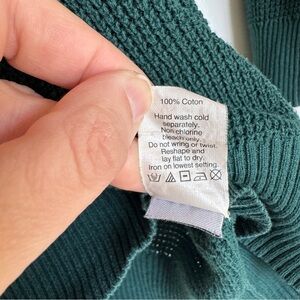 100% Coton
Hand wash cold
separately.
Non chlorine
bleach only.
Do not wring or twist.
Reshape and
lay flat to dry.
Iron on lowest setting.